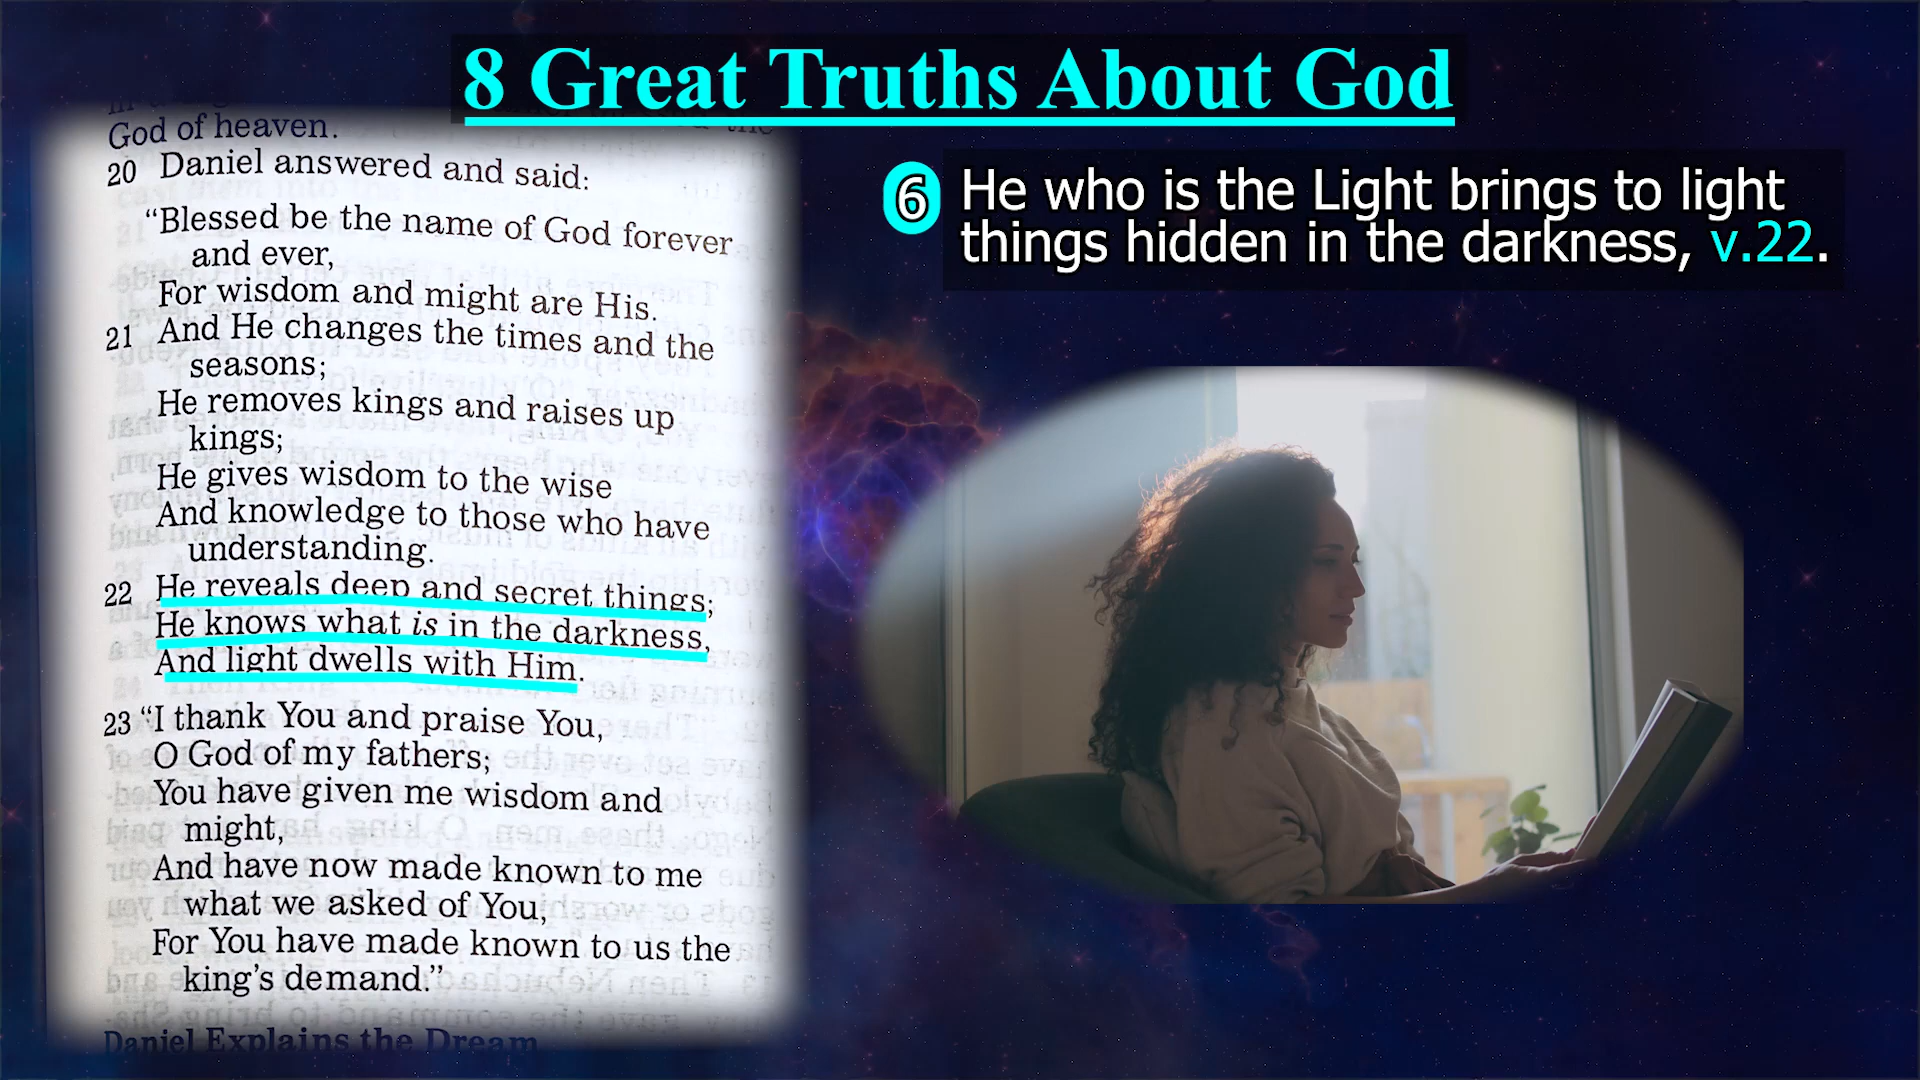 8 Great Truths About God
God of heaven.
20 Daniel answered and said:
“Blessed be the name of God forever
and ever,
For wisdom and might are His.
21 And He changes the times and the
seasons;
He removes kings and raises up
kings;
He gives wisdom to the wise
And knowledge to those who have
understanding.
22 He reveals deep and secret things;
He knows what is in the darkness,
And light dwells with Him.
23 “I thank You and praise You,
O God of my fathers;
You have given me wisdom and
might,
And have now made known to me
what we asked of You,
For You have made known to us the
king’s demand.”
Daniel Explains the Dream
6 He who is the Light brings to light
things hidden in the darkness, v.22.